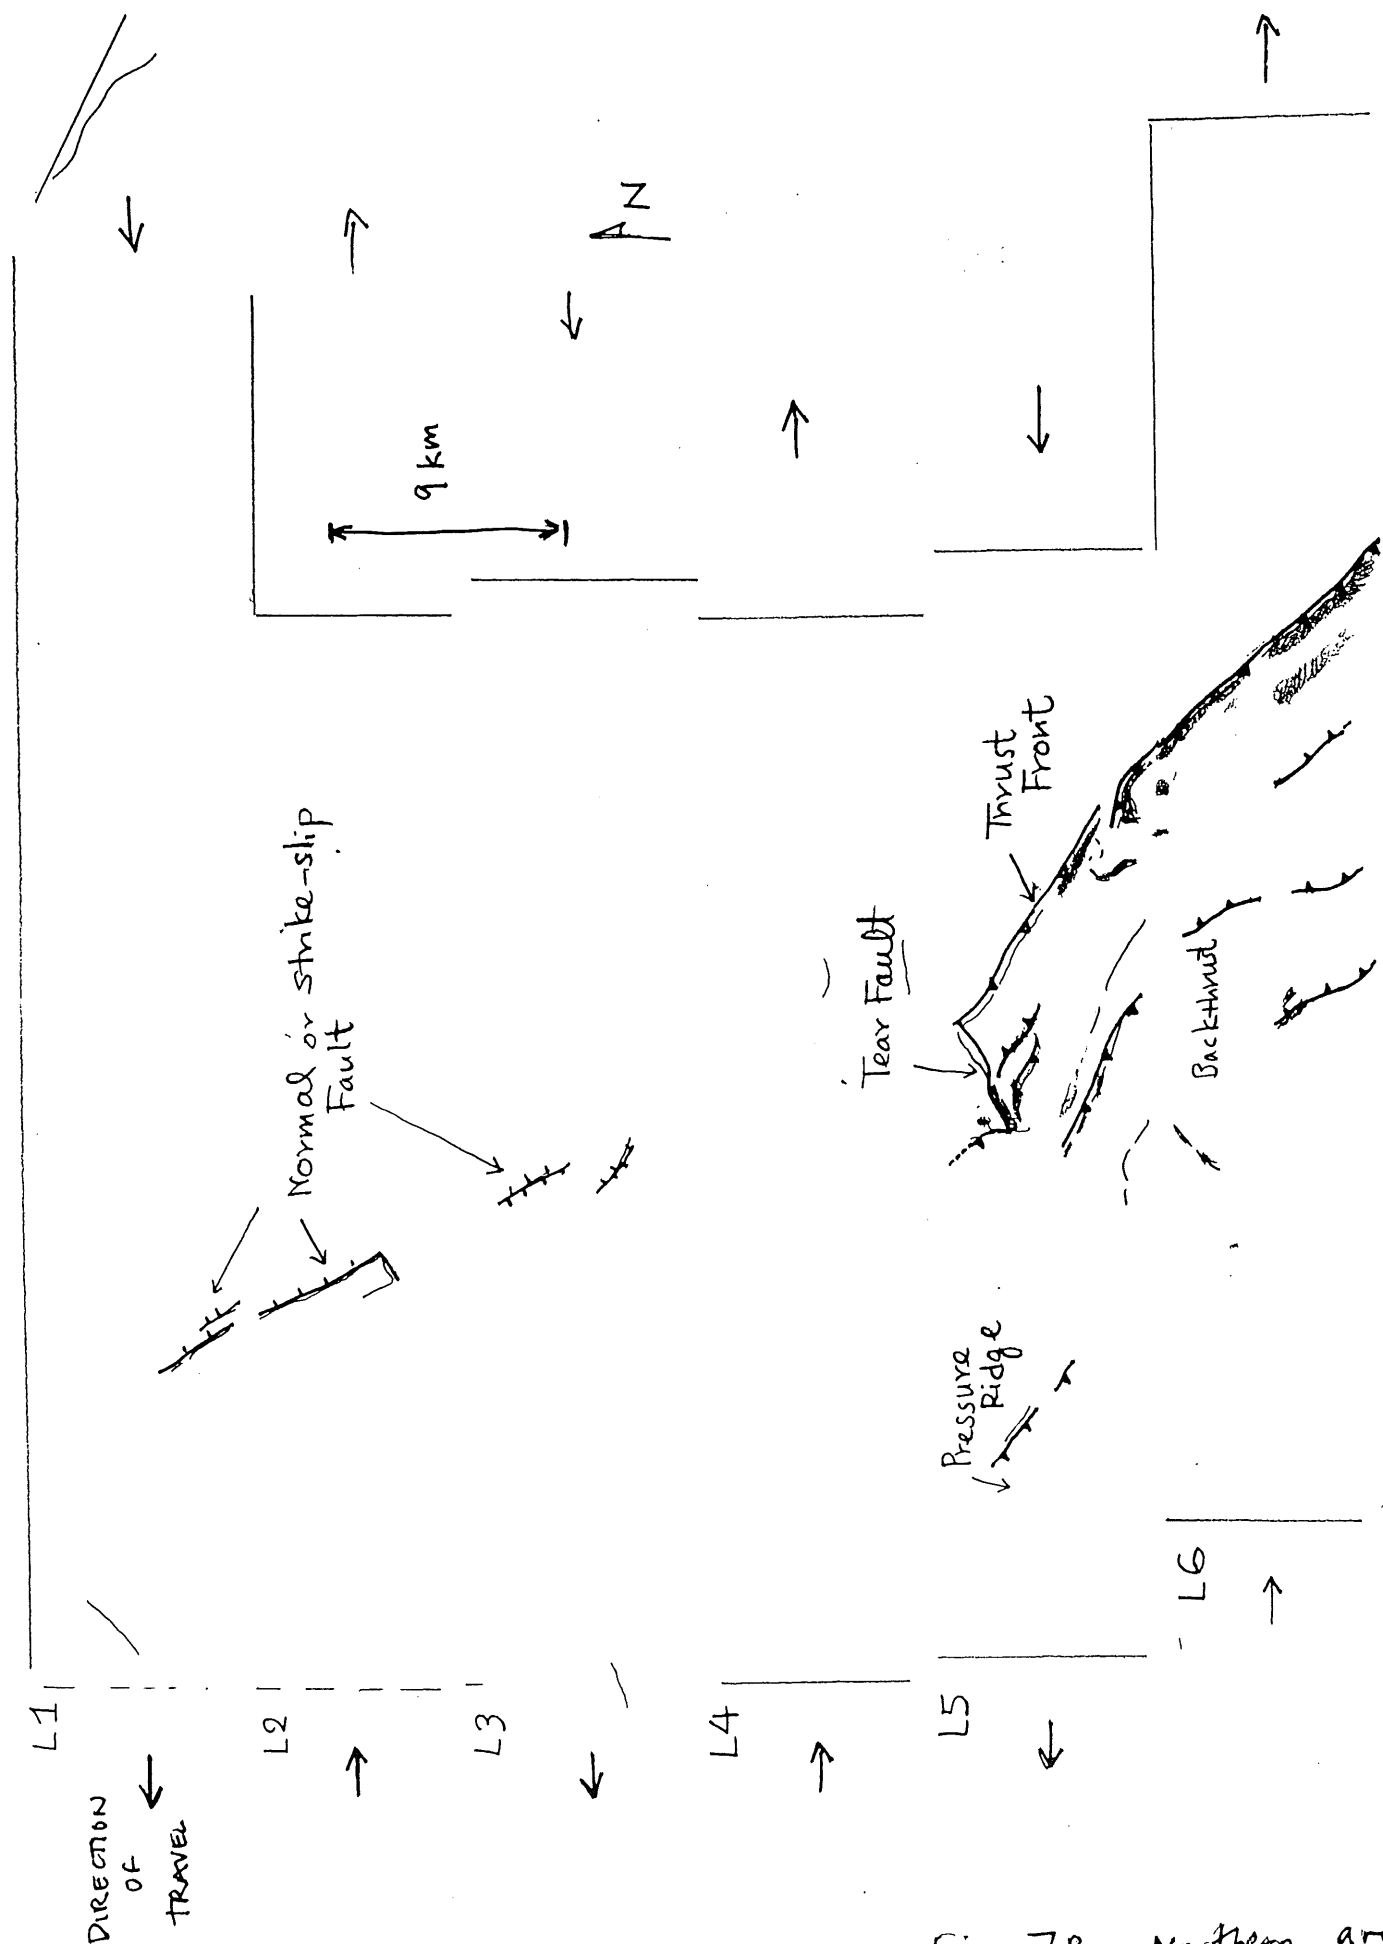 L1
L2
L3
L4
L5
L6
DIRECTION
OF
TRAVEL
Normal or strike-slip
Fault
9 km
N
Tear Fault
Thrust
Front
Pressure
Ridge
Backthrust
Northern